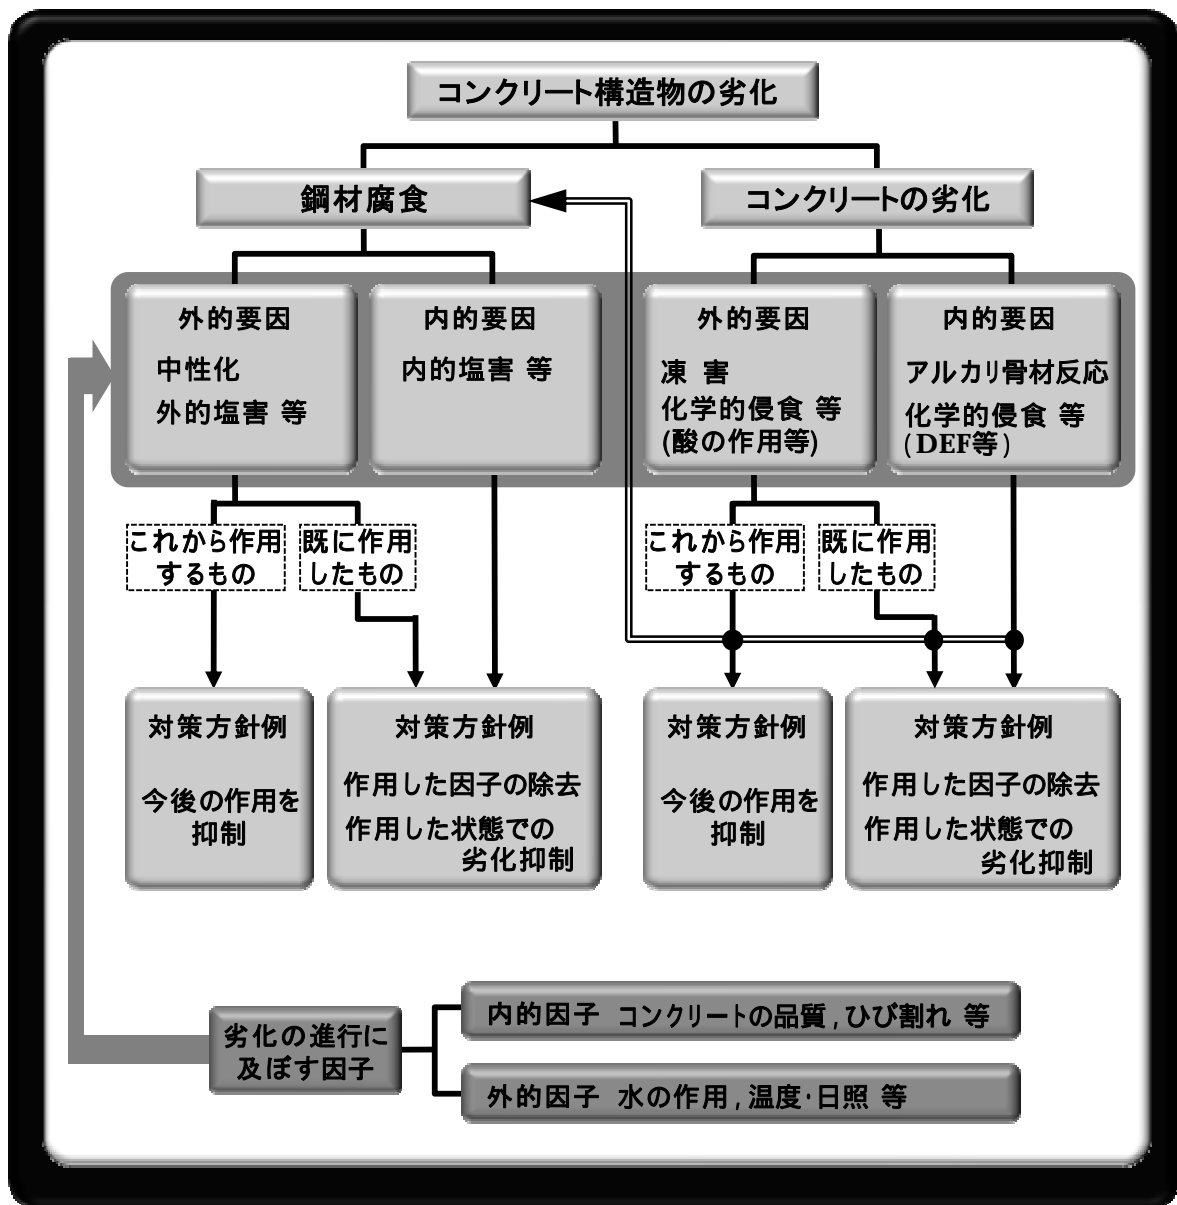 コンクリート構造物の劣化
鋼材腐食
コンクリートの劣化
外的要因
中性化
外的塩害 等
内的要因
内的塩害 等
外的要因
凍 害
化学的侵食 等
(酸の作用等)
内的要因
アルカリ骨材反応
化学的侵食 等
(DEF等)
これから作用
するもの
既に作用
したもの
これから作用
するもの
既に作用
したもの
対策方針例
今後の作用を
抑制
対策方針例
作用した因子の除去
作用した状態での
劣化抑制
対策方針例
今後の作用を
抑制
対策方針例
作用した因子の除去
作用した状態での
劣化抑制
劣化の進行に
及ぼす因子
内的因子 コンクリートの品質,ひび割れ 等
外的因子 水の作用,温度・日照 等